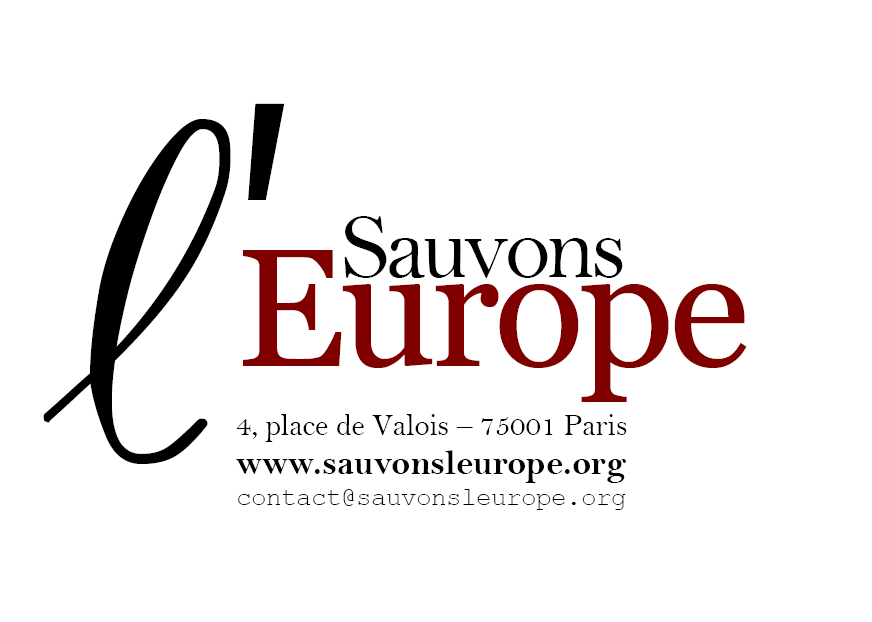 Sauvons
l'Europe
4, place de Valois – 75001 Paris
www.sauvonsleurope.org
contact@sauvonsleurope.org